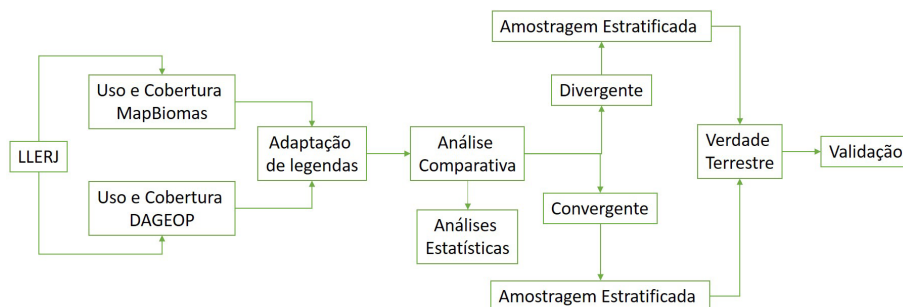 LLERJ
Uso e Cobertura
MapBiomas
Uso e Cobertura
DAGEOP
Adaptação
de legendas
Análise
Comparativa
Análises
Estatísticas
Amostragem Estratificada
Divergente
Convergente
Amostragem Estratificada
Verdade
Terrestre
Validação